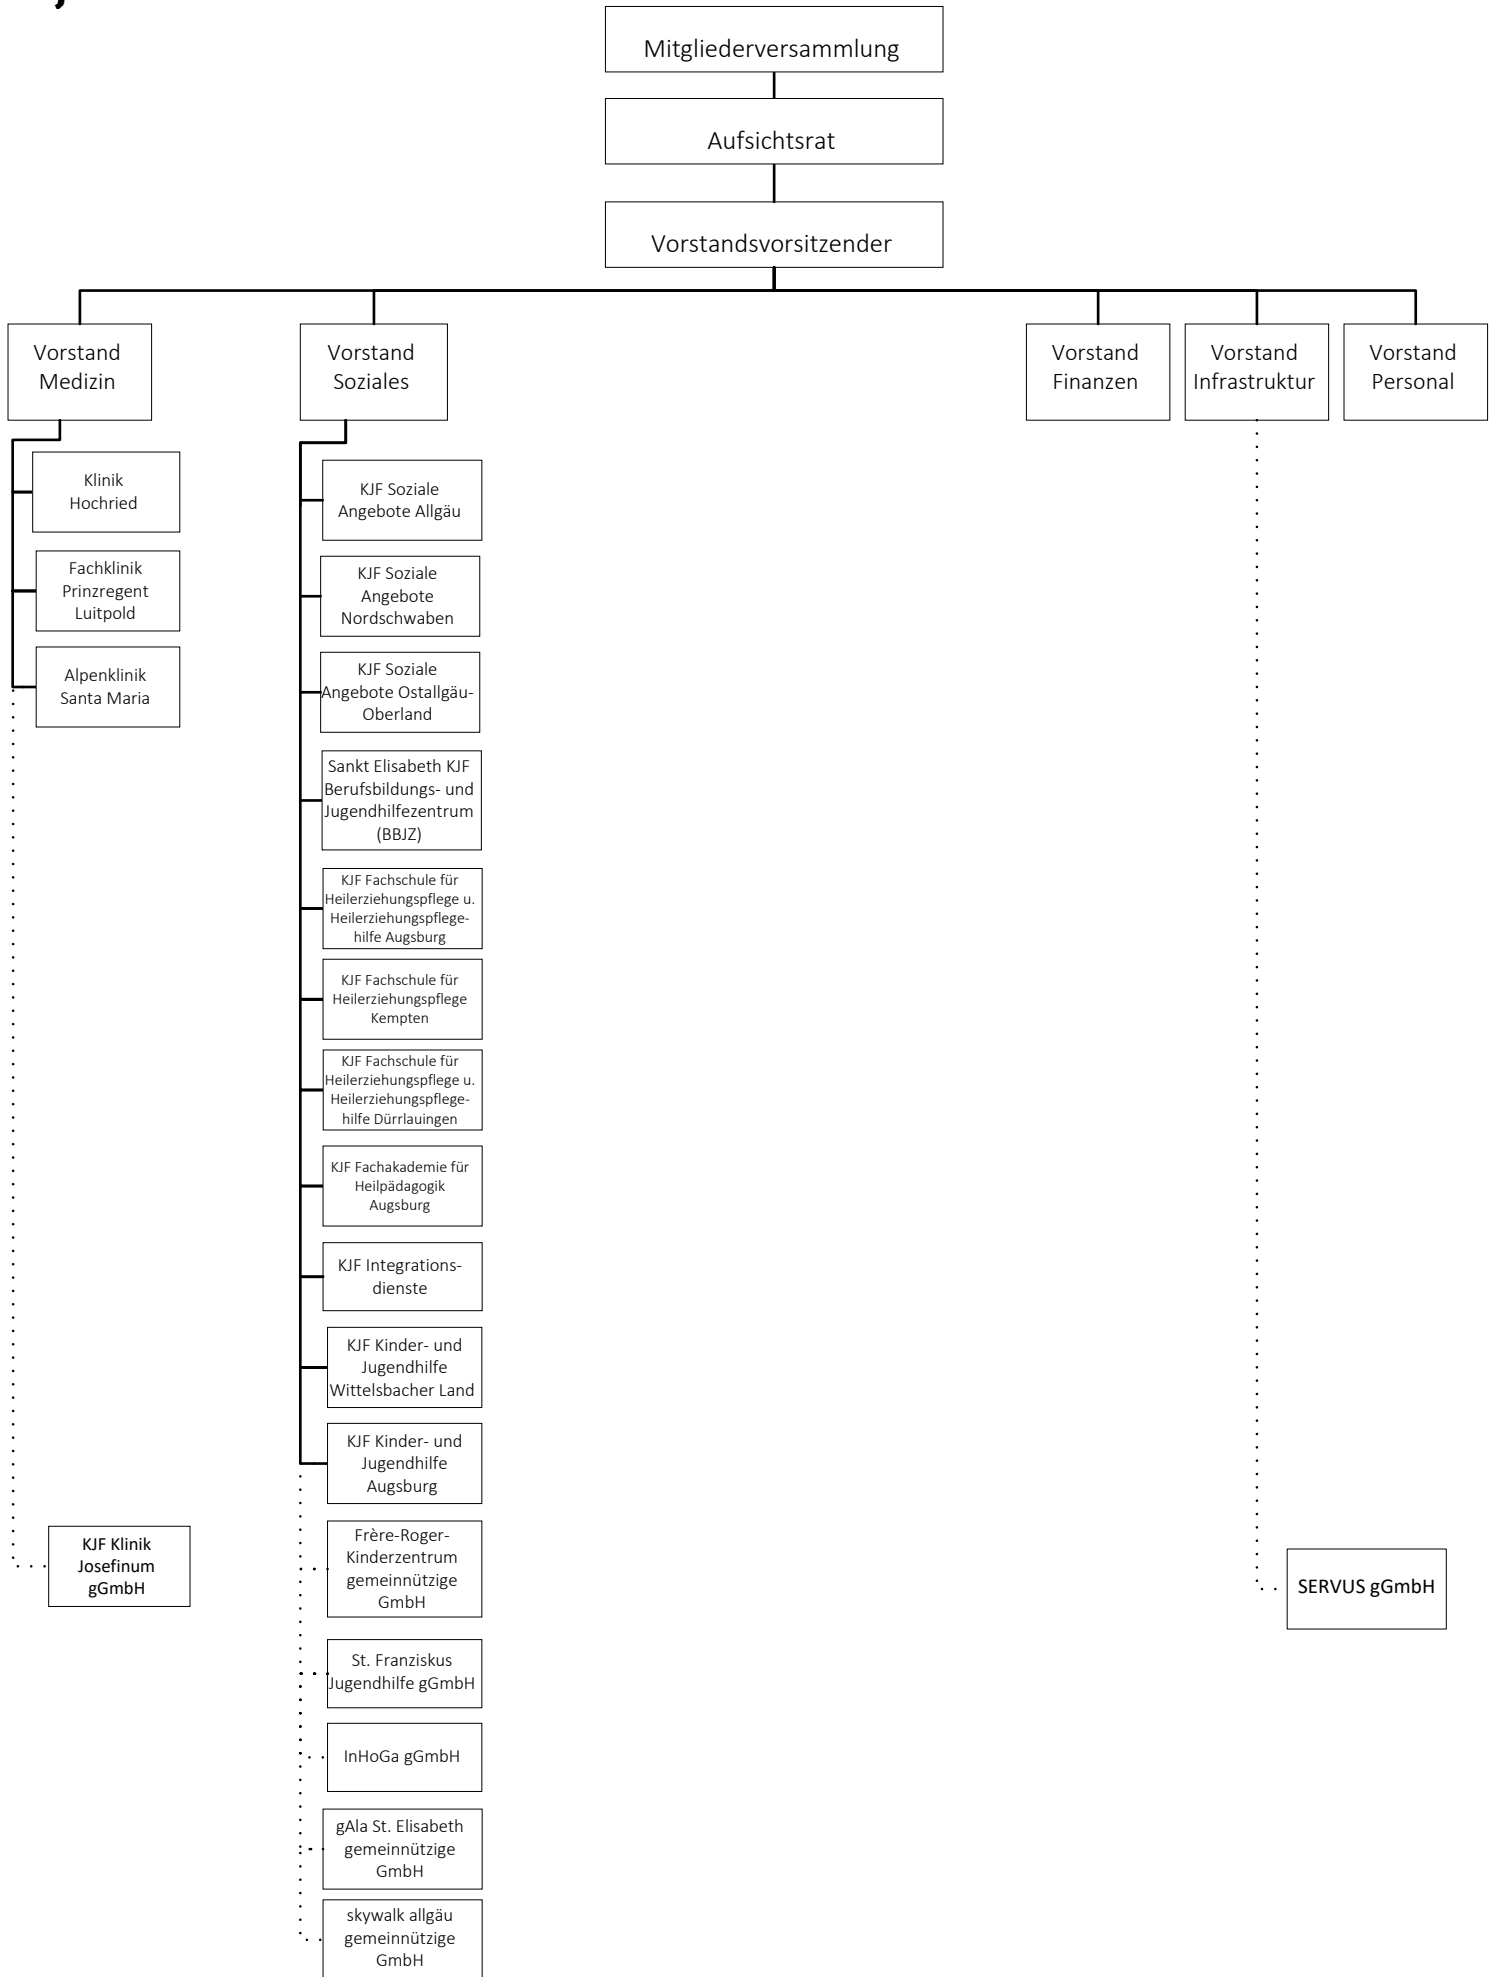 Mitgliederversammlung
Aufsichtsrat
Vorstandsvorsitzender
Vorstand
Medizin
Vorstand
Soziales
Vorstand
Finanzen
Vorstand
Infrastruktur
Vorstand
Personal
Klinik
Hochried
Fachklinik
Prinzregent
Luitpold
Alpenklinik
Santa Maria
KJF Klinik
Josefinum
gGmbH
KJF Soziale
Angebote Allgäu
KJF Soziale
Angebote
Nordschwaben
KJF Soziale
Angebote Ostallgäu-
Oberland
Sankt Elisabeth KJF
Berufsbildungs- und
Jugendhilfezentrum
(BBJZ)
KJF Fachschule für
Heilerziehungspflege u.
Heilerziehungspflege-
hilfe Augsburg
KJF Fachschule für
Heilerziehungspflege
Kempten
KJF Fachschule für
Heilerziehungspflege u.
Heilerziehungspflege-
hilfe Dürrlauingen
KJF Fachakademie für
Heilpädagogik
Augsburg
KJF Integrations-
dienste
KJF Kinder- und
Jugendhilfe
Wittelsbacher Land
KJF Kinder- und
Jugendhilfe
Augsburg
Frère-Roger-
Kinderzentrum
gemeinnützige
GmbH
St. Franziskus
Jugendhilfe gGmbH
InHoGa gGmbH
gAla St. Elisabeth
gemeinnützige
GmbH
skywalk allgäu
gemeinnützige
GmbH
SERVUS gGmbH